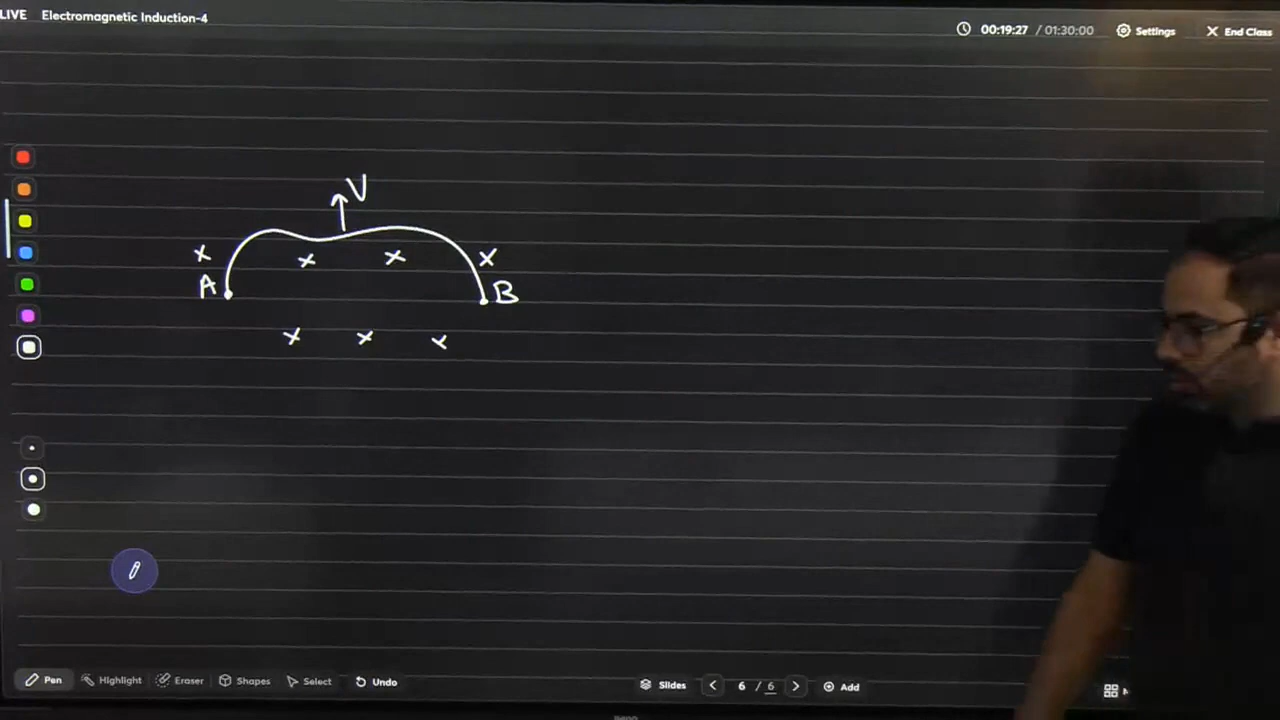 LIVE Electromagnetic Induction-4
00:19:27 / 01:30:00 Settings End Class
V
x x x x
A B
x x x
Pen Highlight Eraser Shapes Select Undo
Slides 6 / 6 Add